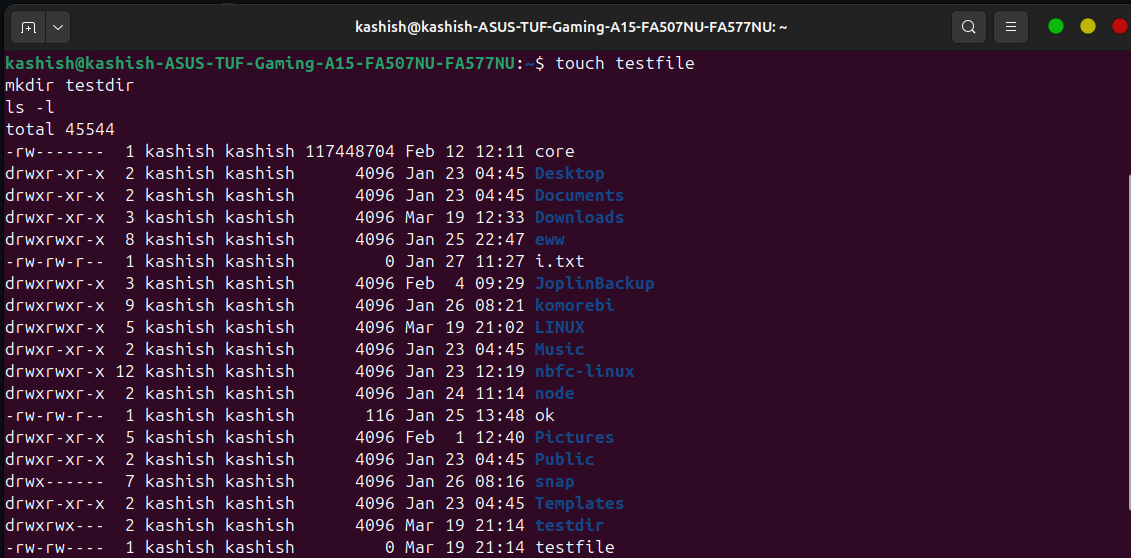 kashish@kashish-ASUS-TUF-Gaming-A15-FA507NU-FA577NU: ~
kashish@kashish-ASUS-TUF-Gaming-A15-FA507NU-FA577NU:~$ touch testfile
mkdir testdir
ls -l
total 45544
-rw-------  1 kashish kashish 117448704 Feb 12 12:11 core
drwxr-xr-x  2 kashish kashish      4096 Jan 23 04:45 Desktop
drwxr-xr-x  2 kashish kashish      4096 Jan 23 04:45 Documents
drwxr-xr-x  3 kashish kashish      4096 Mar 19 12:33 Downloads
drwxrwxr-x  8 kashish kashish      4096 Jan 25 22:47 eww
-rw-rw-r--  1 kashish kashish         0 Jan 27 11:27 i.txt
drwxrwxr-x  3 kashish kashish      4096 Feb  4 09:29 JoplinBackup
drwxrwxr-x  9 kashish kashish      4096 Jan 26 08:21 komorebi
drwxrwxr-x  5 kashish kashish      4096 Mar 19 21:02 LINUX
drwxr-xr-x  2 kashish kashish      4096 Jan 23 04:45 Music
drwxrwxr-x 12 kashish kashish      4096 Jan 23 12:19 nbfc-linux
drwxrwxr-x  2 kashish kashish      4096 Jan 24 11:14 node
-rw-rw-r--  1 kashish kashish       116 Jan 25 13:48 ok
drwxr-xr-x  5 kashish kashish      4096 Feb  1 12:40 Pictures
drwxr-xr-x  2 kashish kashish      4096 Jan 23 04:45 Public
drwx------  7 kashish kashish      4096 Jan 26 08:16 snap
drwxr-xr-x  2 kashish kashish      4096 Jan 23 04:45 Templates
drwxrwx---  2 kashish kashish      4096 Mar 19 21:14 testdir
-rw-rw----  1 kashish kashish         0 Mar 19 21:14 testfile